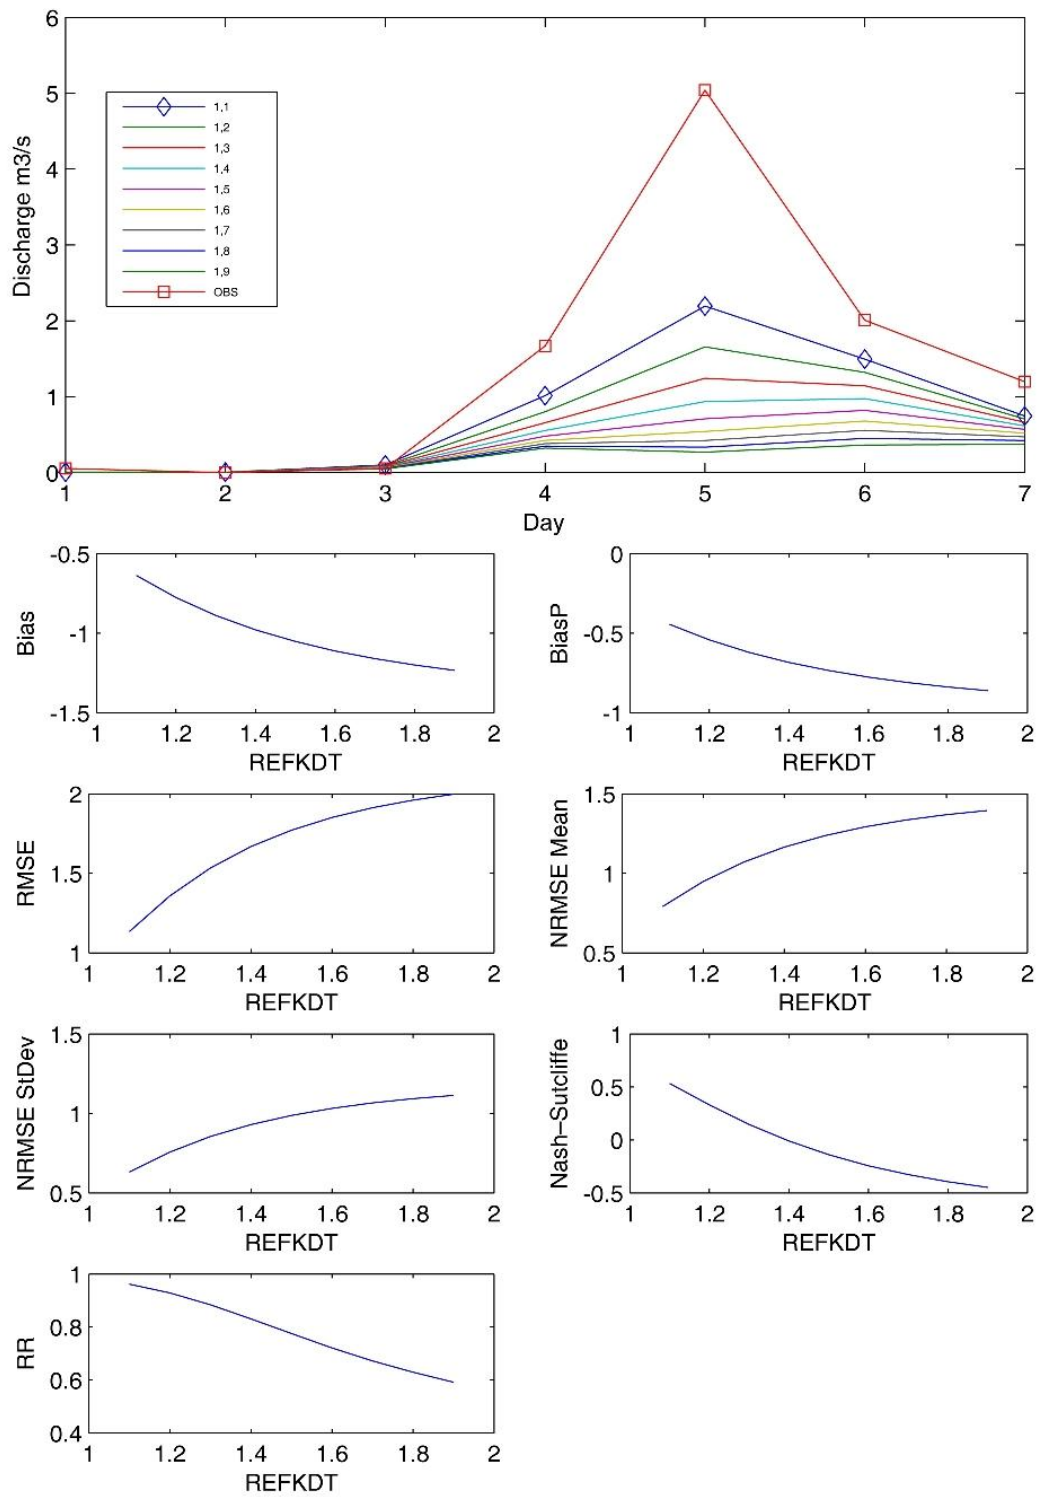 6
5
4
3
2
1
0
Discharge m3/s
1,1
1,2
1,3
1,4
1,5
1,6
1,7
1,8
1,9
OBS
1 2 3 4 5 6 7
Day
-0.5
-1
-1.5
Bias
1 1.2 1.4 1.6 1.8 2
REFKDT
0
-0.5
-1
BiasP
1 1.2 1.4 1.6 1.8 2
REFKDT
2
1.5
1
RMSE
1 1.2 1.4 1.6 1.8 2
REFKDT
1.5
1
0.5
NRMSE Mean
1 1.2 1.4 1.6 1.8 2
REFKDT
1.5
1
0.5
NRMSE StDev
1 1.2 1.4 1.6 1.8 2
REFKDT
1
0.5
0
-0.5
Nash–Sutcliffe
1 1.2 1.4 1.6 1.8 2
REFKDT
1
0.8
0.6
0.4
RR
1 1.2 1.4 1.6 1.8 2
REFKDT